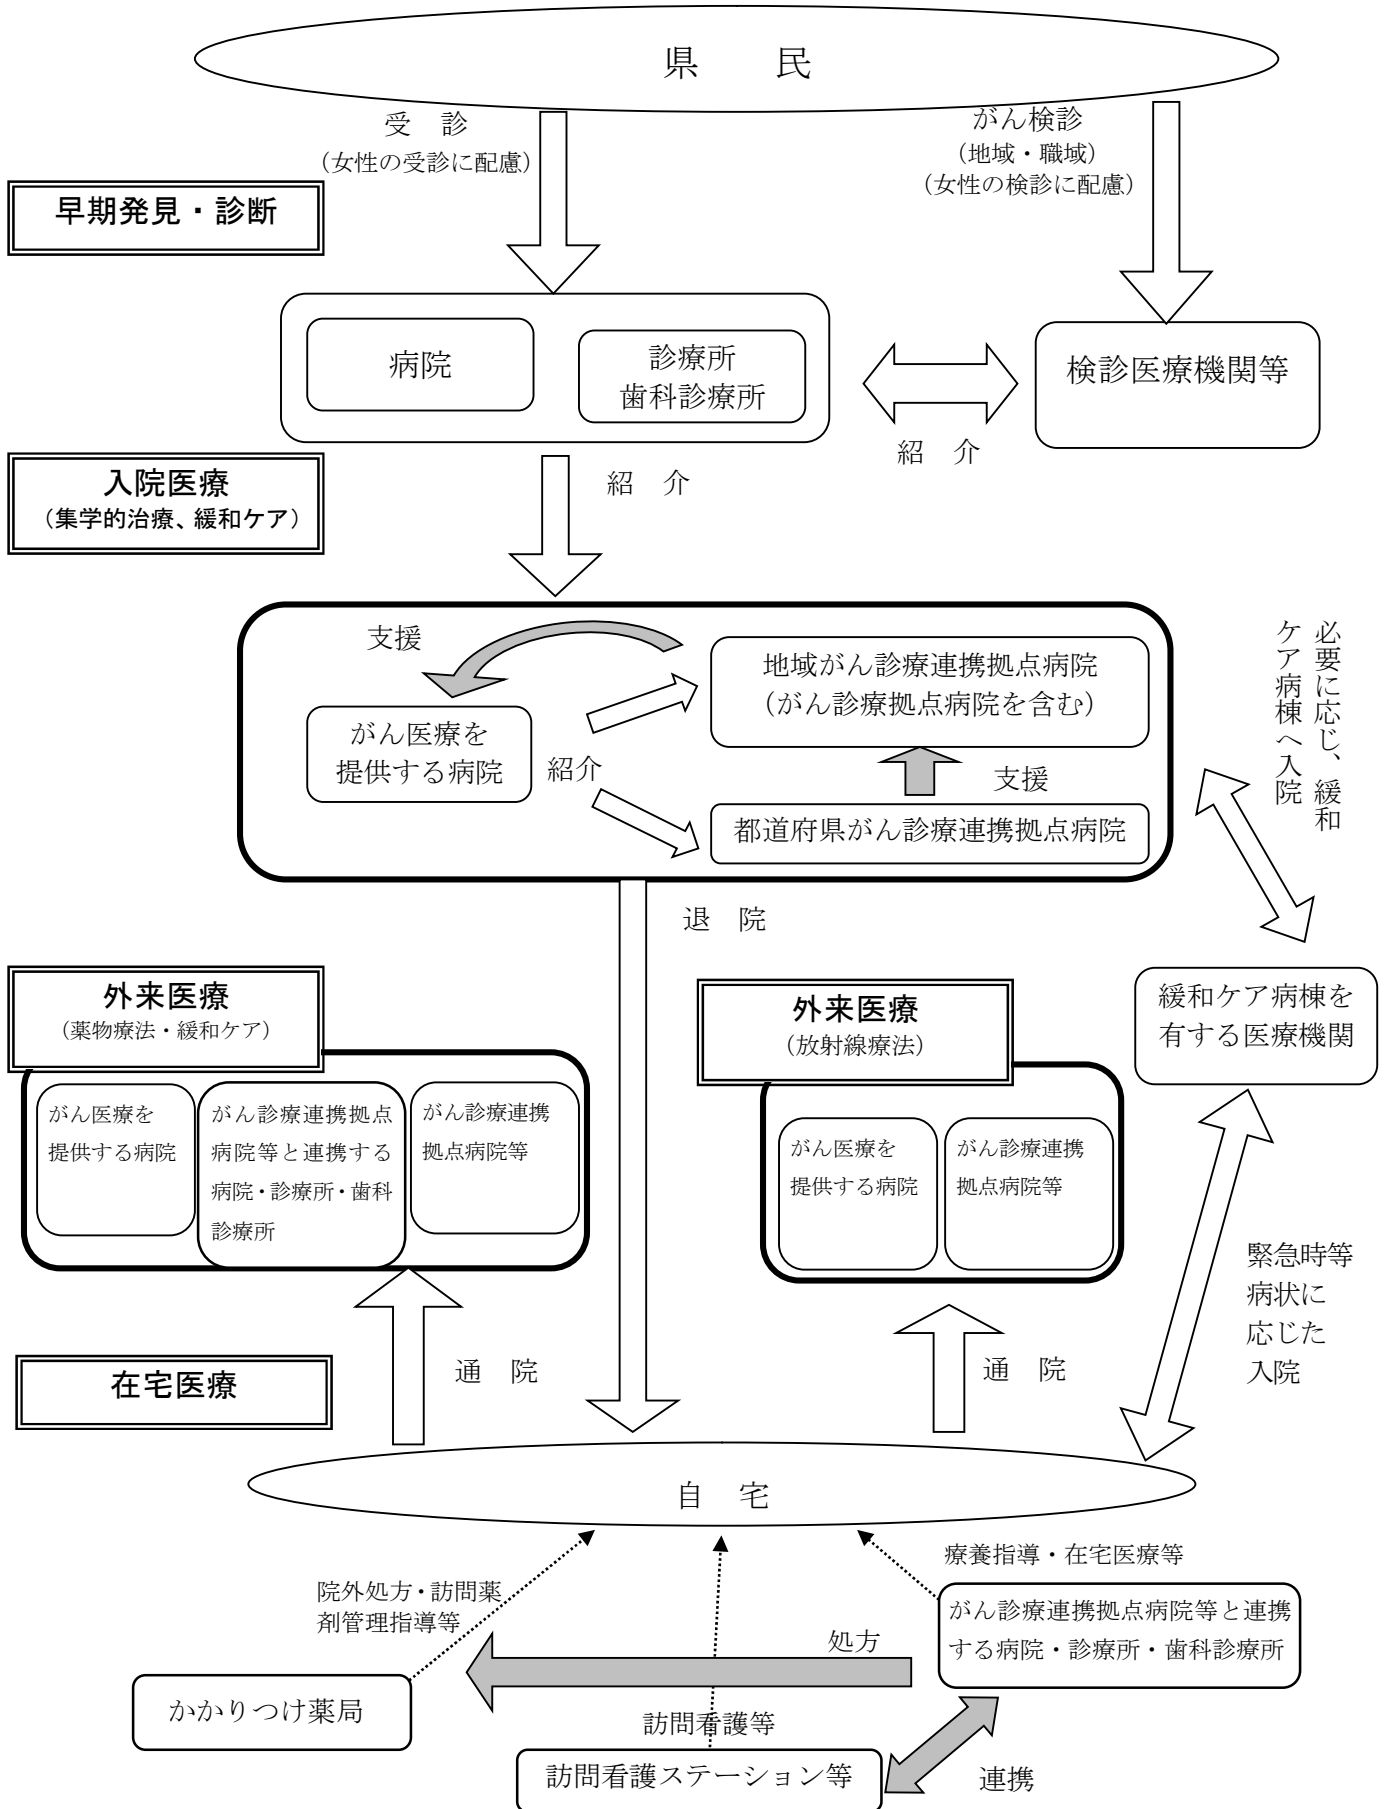 県　　民
受　診
（女性の受診に配慮）
がん検診
（地域・職域）
（女性の検診に配慮）
早期発見・診断
病院
診療所
歯科診療所
検診医療機関等
紹　介
入院医療
（集学的治療、緩和ケア）
紹　介
支援
地域がん診療連携拠点病院
（がん診療拠点病院を含む）
がん医療を
提供する病院
紹介
支援
都道府県がん診療連携拠点病院
必要に応じ、緩和
ケア病棟へ入院
退　院
外来医療
（薬物療法・緩和ケア）
がん医療を
提供する病院
がん診療連携拠点
病院等と連携する
病院・診療所・歯科
診療所
がん診療連携
拠点病院等
外来医療
（放射線療法）
がん医療を
提供する病院
がん診療連携
拠点病院等
緩和ケア病棟を
有する医療機関
緊急時等
病状に
応じた
入院
在宅医療
通　院
通　院
自　宅
療養指導・在宅医療等
院外処方・訪問薬
剤管理指導等
がん診療連携拠点病院等と連携
する病院・診療所・歯科診療所
処方
かかりつけ薬局
訪問看護等
訪問看護ステーション等
連携